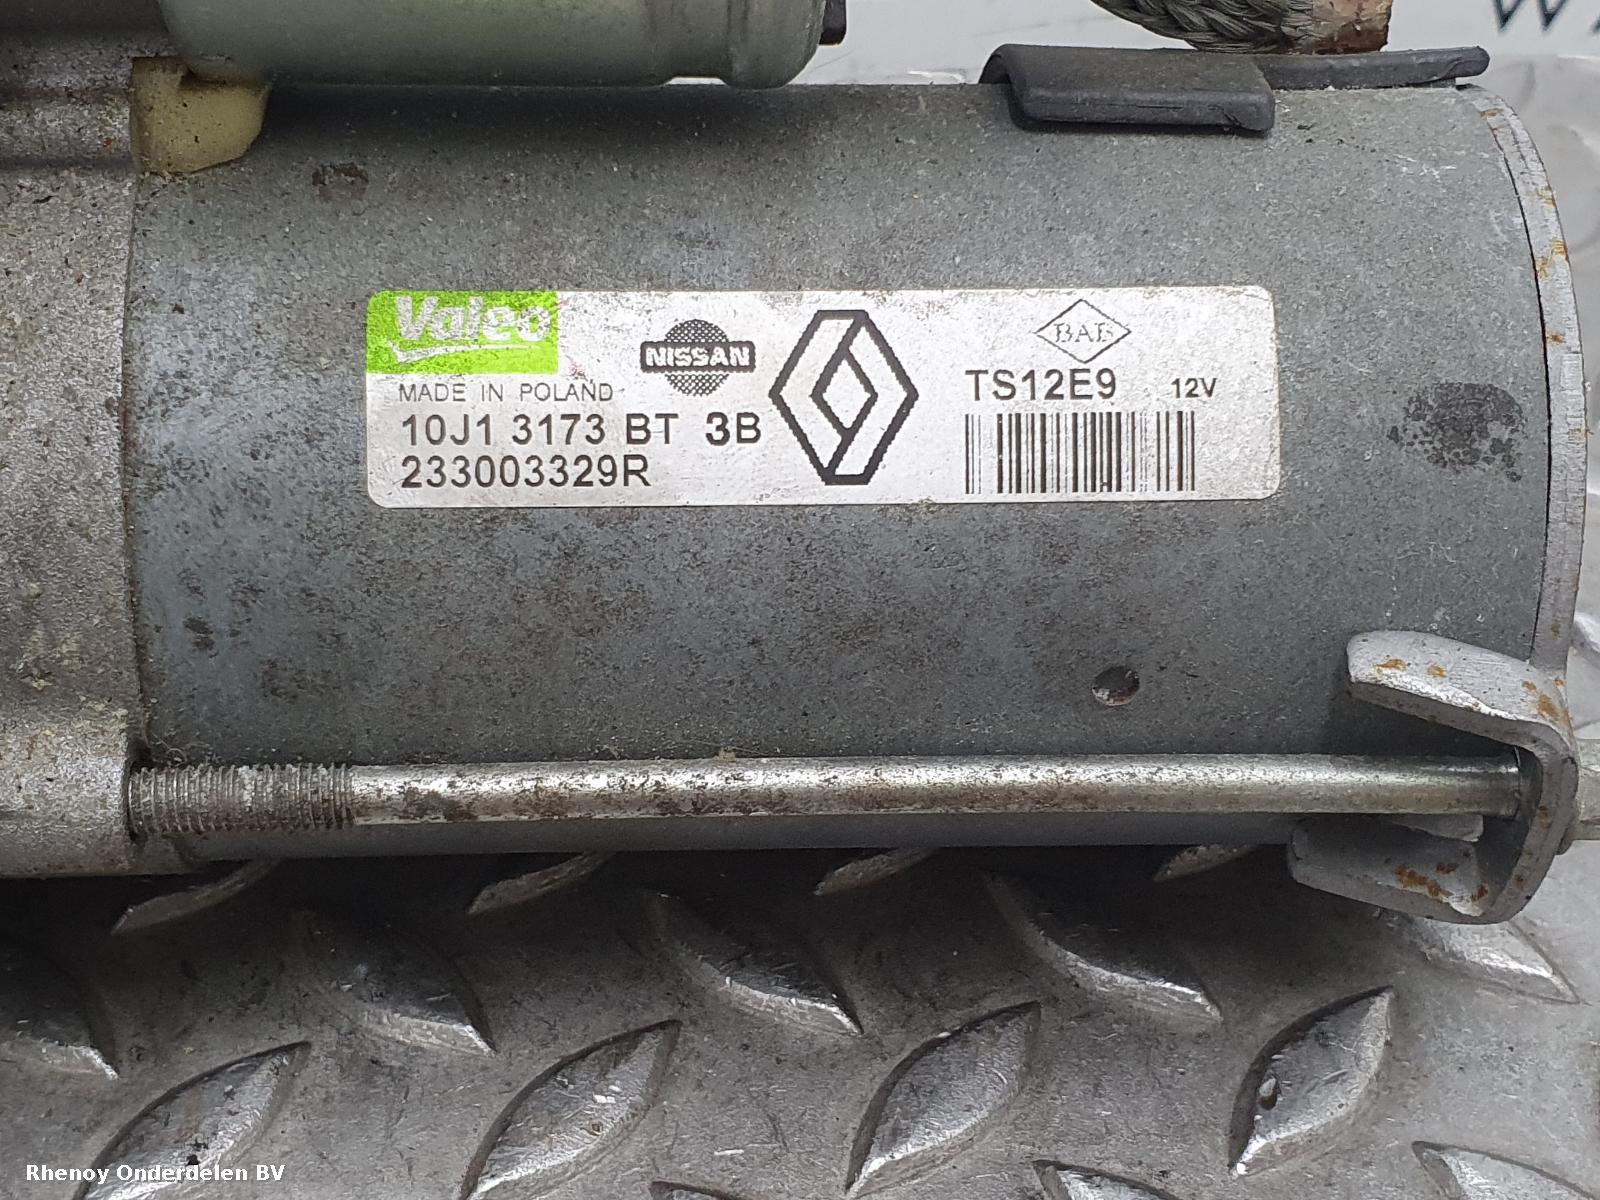 Valeo
NISSAN
BAB
MADE IN POLAND
TS12E9 12V
10J1 3173 BT 3B
233003329R
Rhenoy Onderdelen BV